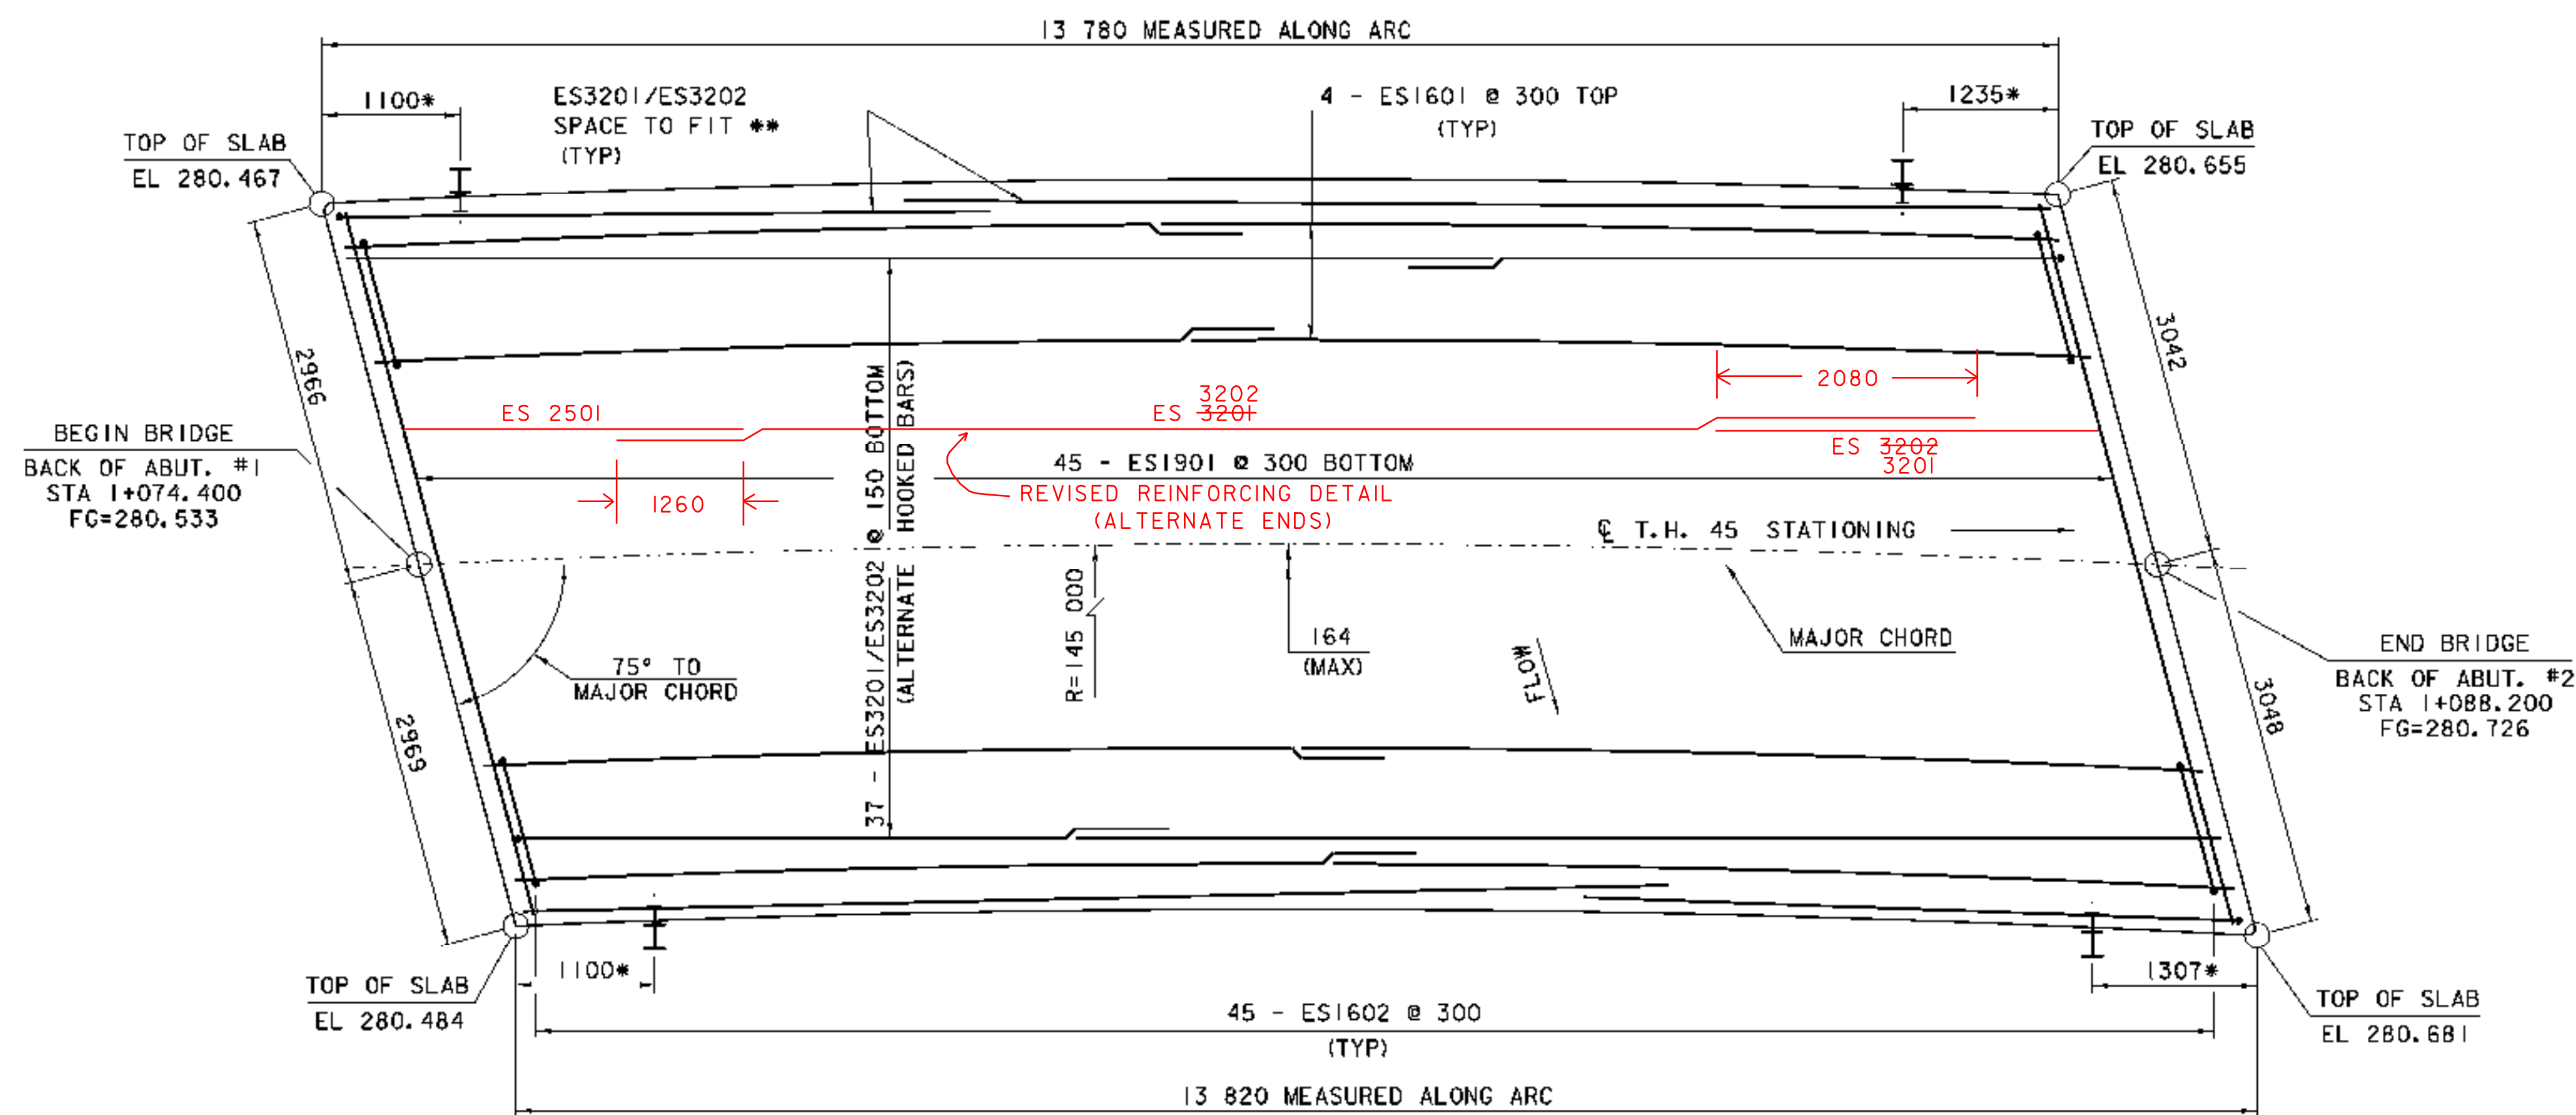 13 780 MEASURED ALONG ARC
1100*
ES3201/ES3202
SPACE TO FIT **
(TYP)
4 - ES1601 @ 300 TOP
(TYP)
1235*
TOP OF SLAB
EL 280.467
TOP OF SLAB
EL 280.655
2966
3042
2080
ES 2501
3202
ES 3201
ES 3202
3201
BEGIN BRIDGE
BACK OF ABUT. #1
STA 1+074.400
FG=280.533
45 - ES1901 @ 300 BOTTOM
1260
REVISED REINFORCING DETAIL
(ALTERNATE ENDS)
37 - ES3201/ES3202 @ 150 BOTTOM
(ALTERNATE HOOKED BARS)
℄ T.H. 45 STATIONING
R=145 000
164
(MAX)
MAJOR CHORD
FLOW
75° TO
MAJOR CHORD
END BRIDGE
BACK OF ABUT. #2
STA 1+088.200
FG=280.726
2969
3048
1100*
1307*
TOP OF SLAB
EL 280.484
TOP OF SLAB
EL 280.681
45 - ES1602 @ 300
(TYP)
13 820 MEASURED ALONG ARC